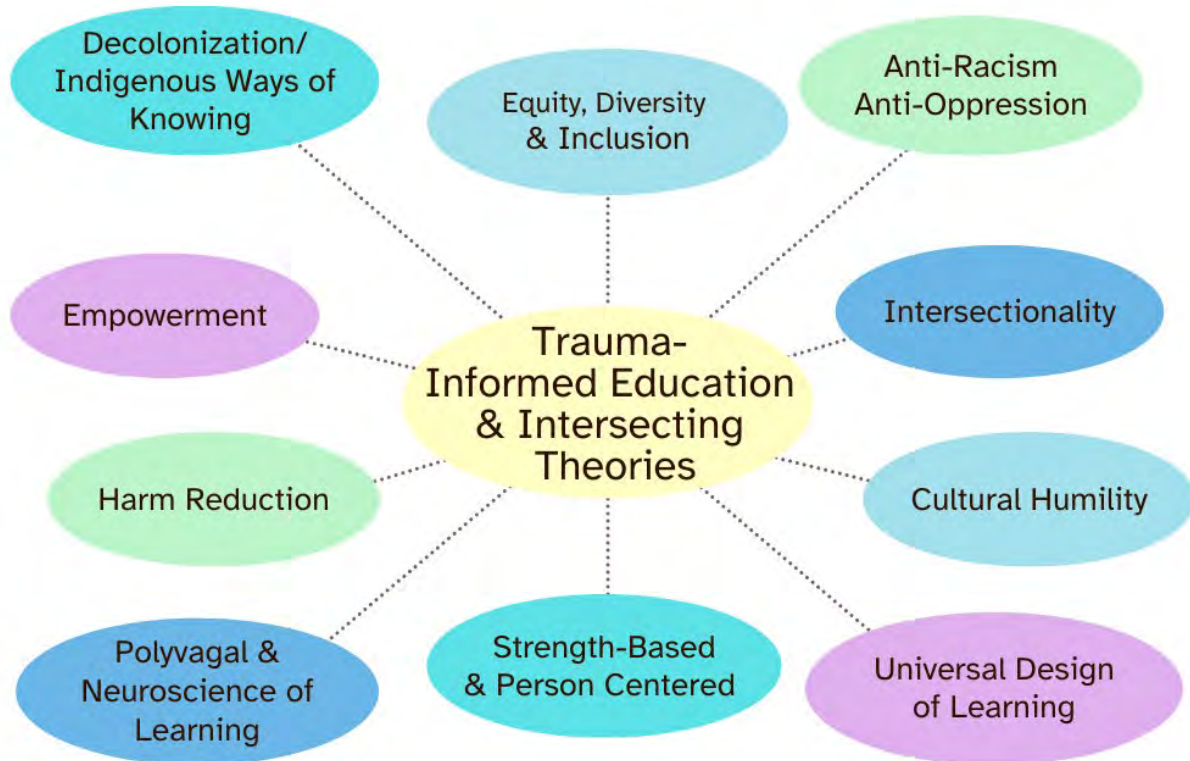 Decolonization/
Indigenous Ways of
Knowing
Equity, Diversity
& Inclusion
Anti-Racism
Anti-Oppression
Empowerment
Intersectionality
Trauma-
Informed Education
& Intersecting
Theories
Harm Reduction
Cultural Humility
Polyvagal &
Neuroscience of
Learning
Strength-Based
& Person Centered
Universal Design
of Learning